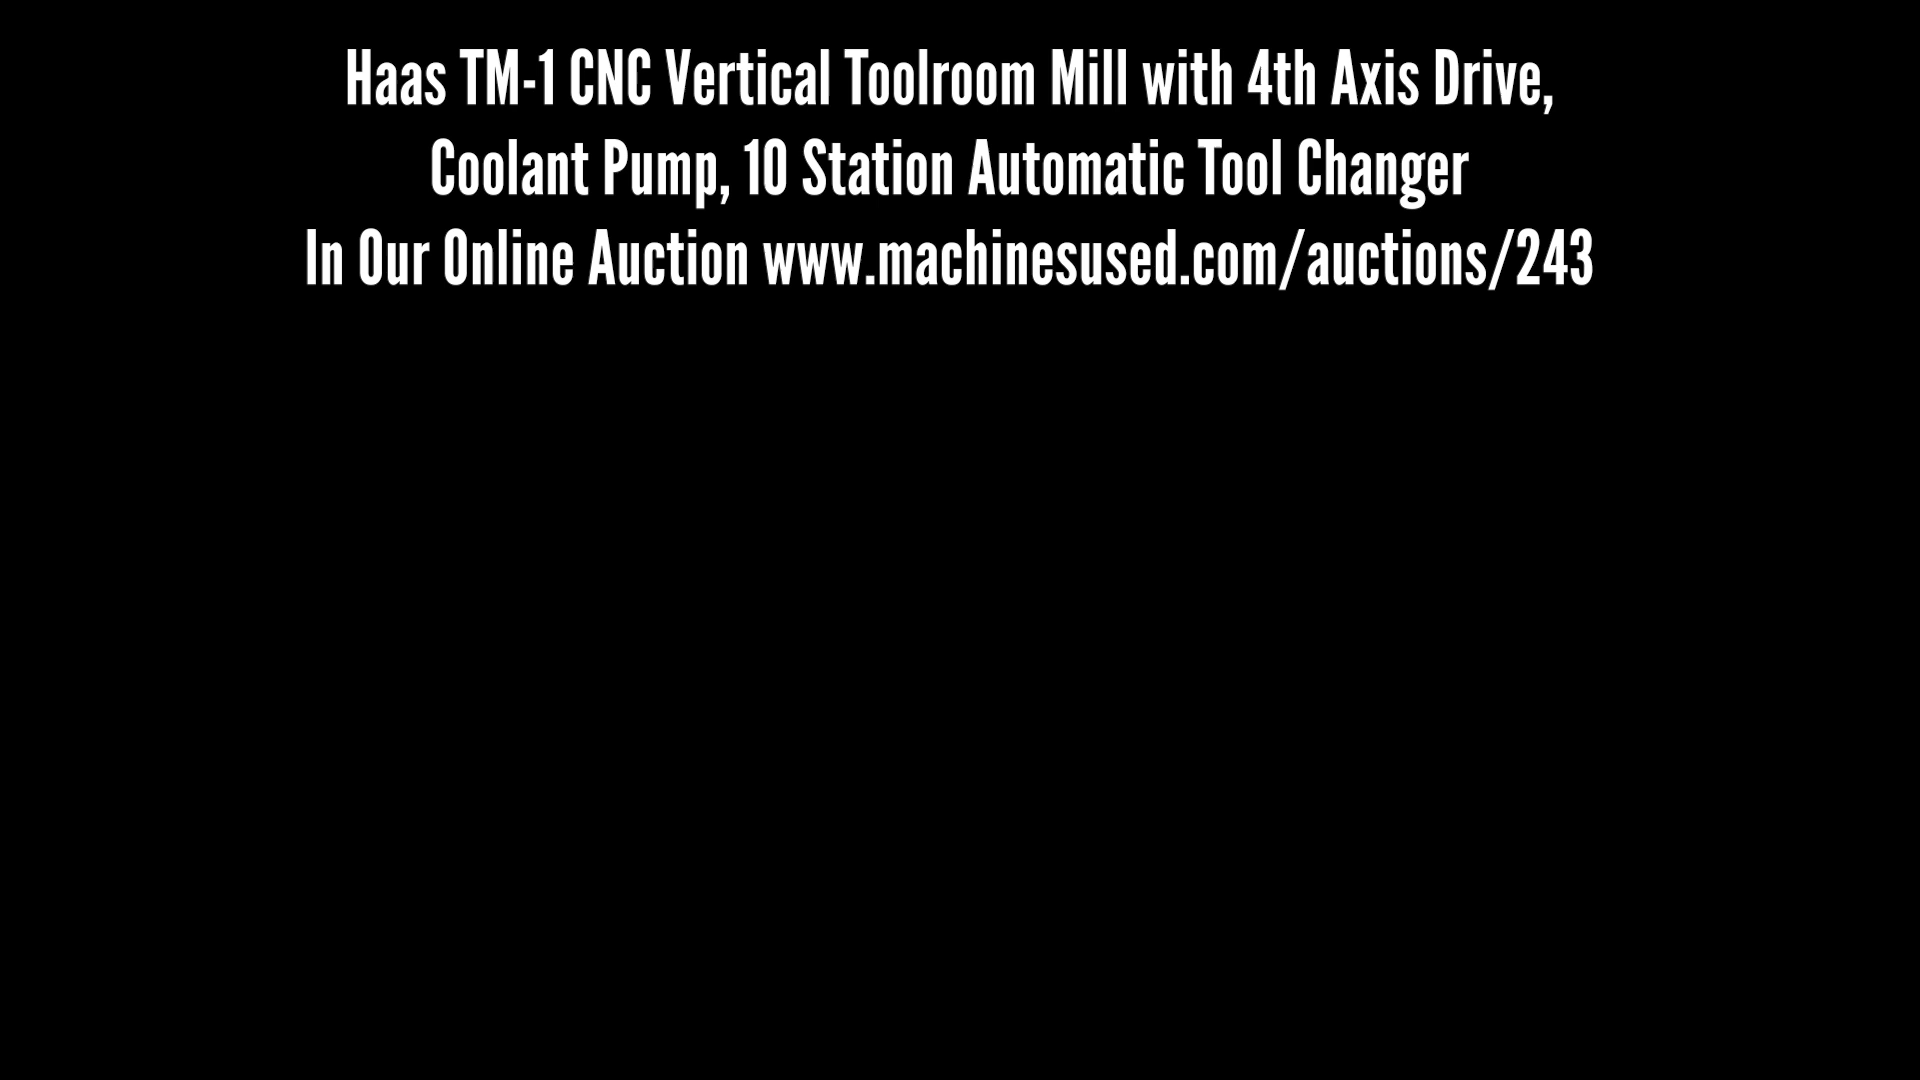 Haas TM-1 CNC Vertical Toolroom Mill with 4th Axis Drive,
Coolant Pump, 10 Station Automatic Tool Changer
In Our Online Auction www.machinesused.com/auctions/243